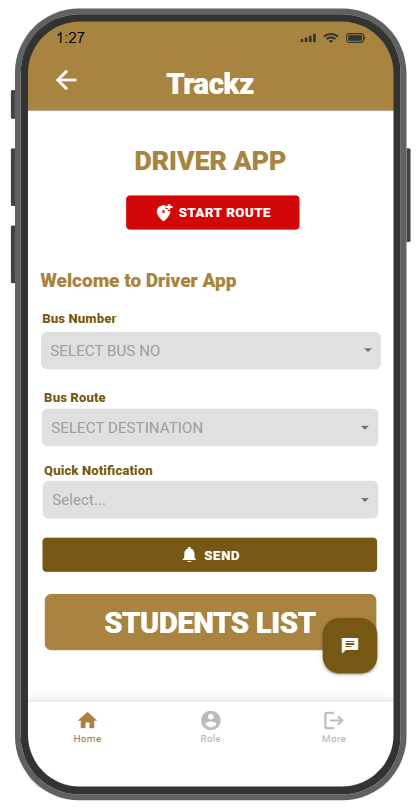 1:27
Trackz
DRIVER APP
START ROUTE
Welcome to Driver App
Bus Number
SELECT BUS NO
Bus Route
SELECT DESTINATION
Quick Notification
Select...
SEND
STUDENTS LIST
Home Role More